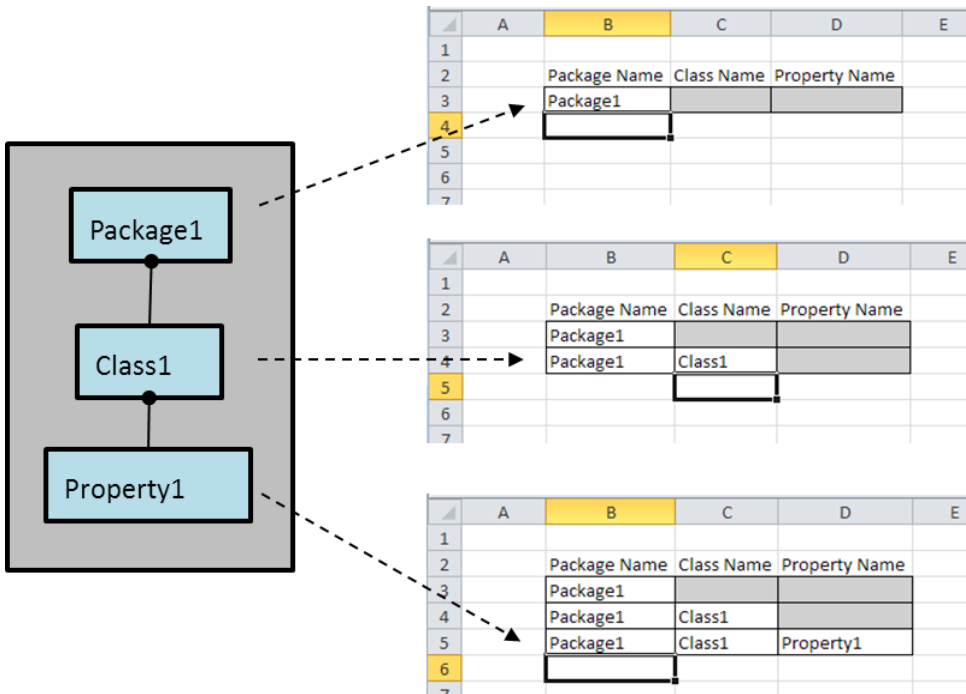 Package1
Class1
Property1
A B C D E
1
2 Package Name Class Name Property Name
3 Package1
4
5
6
7
A B C D E
1
2 Package Name Class Name Property Name
3 Package1
4 Package1 Class1
5
6
7
A B C D E
1
2 Package Name Class Name Property Name
3 Package1
4 Package1 Class1
5 Package1 Class1 Property1
6
7